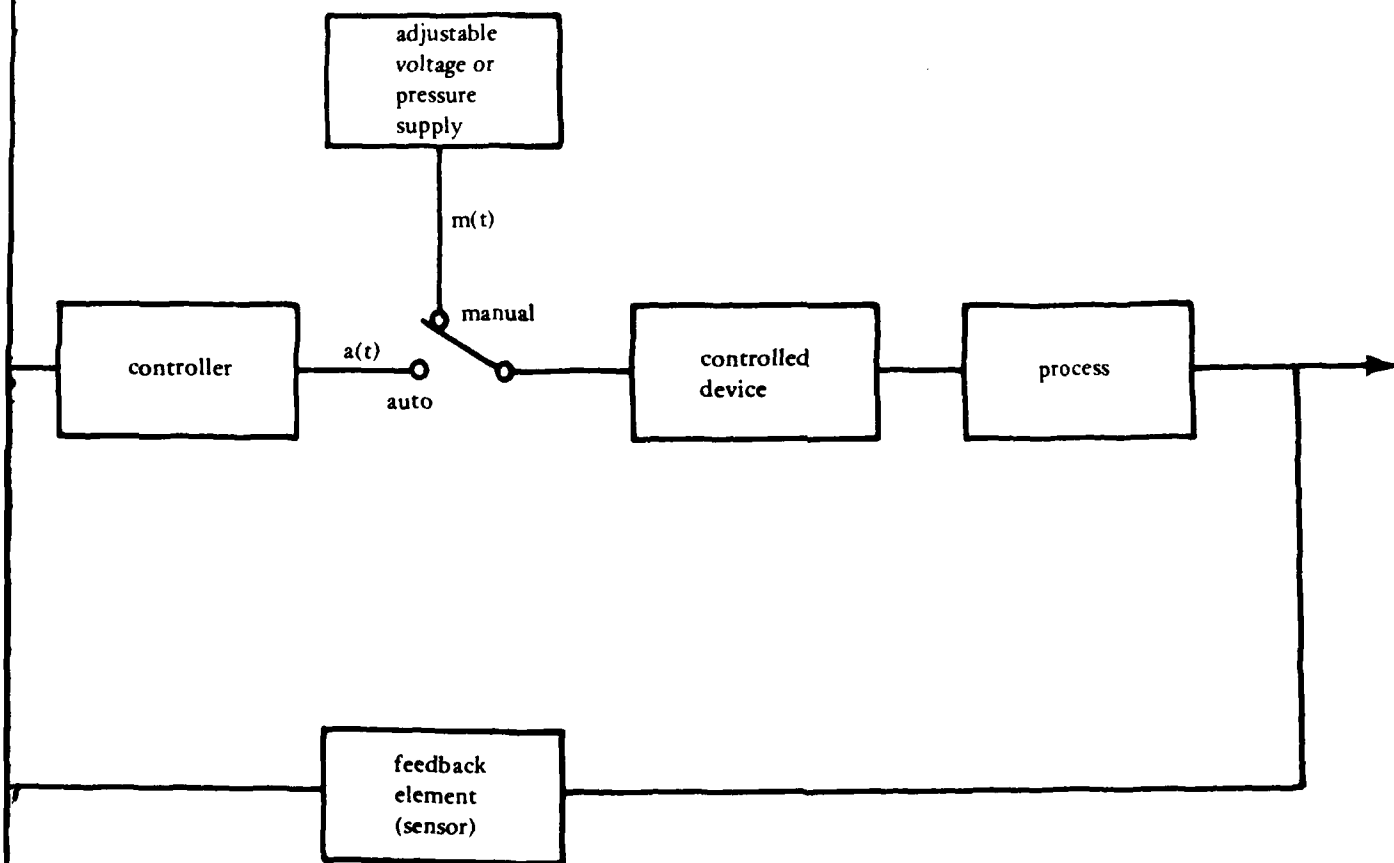 adjustable
voltage or
pressure
supply
m(t)
manual
controller
a(t)
auto
controlled
device
process
feedback
element
(sensor)